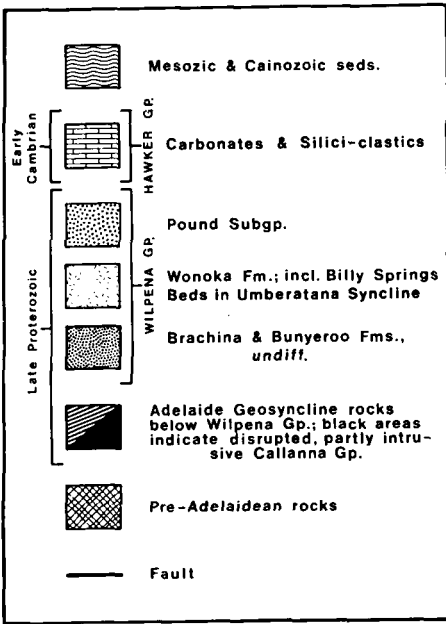 Mesozic & Cainozoic seds.
Early
Cambrian
HAWKER GP.
Carbonates & Silici-clastics
Late Proterozoic
WILPENA GP.
Pound Subgp.
Wonoka Fm.; incl. Billy Springs
Beds in Umberatana Syncline
Brachina & Bunyeroo Fms.,
undiff.
Adelaide Geosyncline rocks
below Wilpena Gp.; black areas
indicate disrupted, partly intru-
sive Callanna Gp.
Pre-Adelaidean rocks
Fault